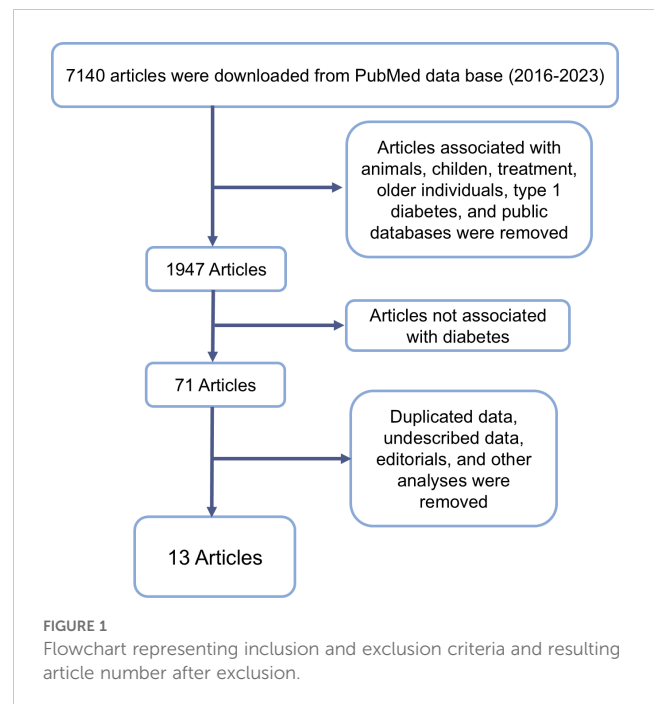 7140 articles were downloaded from PubMed data base (2016-2023)
Articles associated with
animals, childen, treatment,
older individuals, type 1
diabetes, and public
databases were removed
1947 Articles
Articles not associated
with diabetes
71 Articles
Duplicated data,
undescribed data,
editorials, and other
analyses were
removed
13 Articles
FIGURE 1
Flowchart representing inclusion and exclusion criteria and resulting
article number after exclusion.